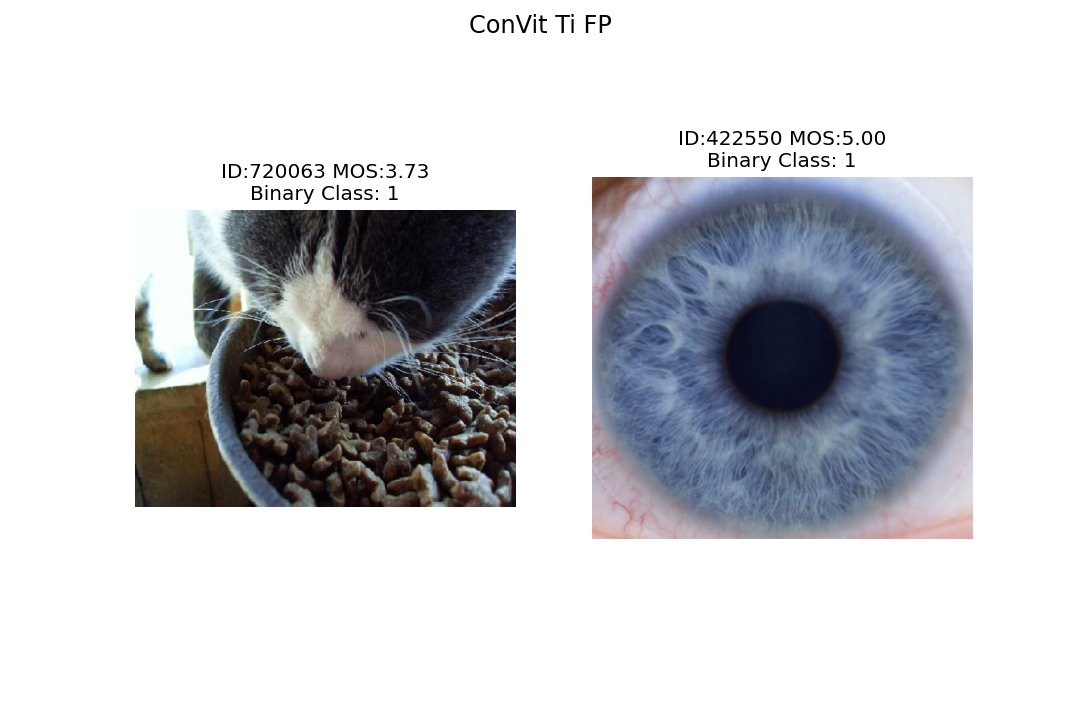 ConVit Ti FP
ID:720063 MOS:3.73
Binary Class: 1
ID:422550 MOS:5.00
Binary Class: 1